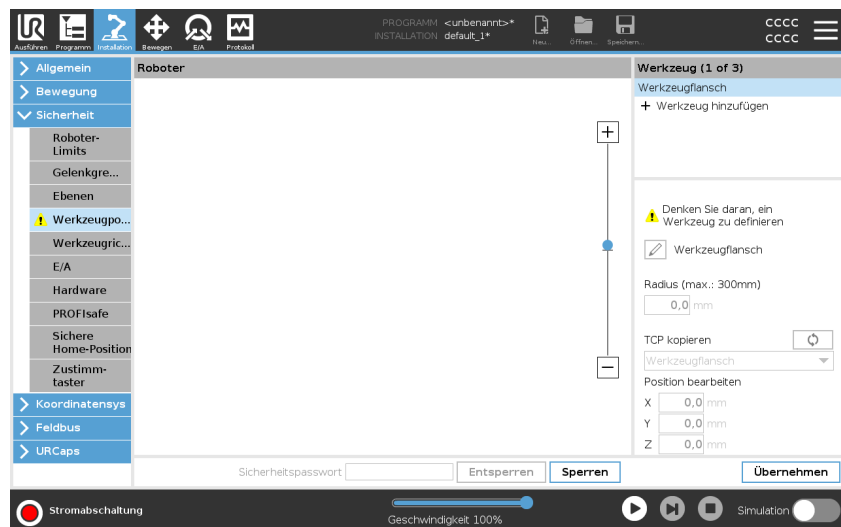 PROGRAMM <unbenannt>*
INSTALLATION default_1*
Ausführen Programm Installation Bewegen E/A Protokoll Neu... Öffnen... Speichern...
cccc
cccc
Allgemein
Bewegung
Sicherheit
Roboter-
Limits
Gelenkgre...
Ebenen
Werkzeugpo...
Werkzeugric...
E/A
Hardware
PROFIsafe
Sichere
Home-Position
Zustimm-
taster
Koordinatensys
Feldbus
URCaps
Roboter
Werkzeug (1 of 3)
Werkzeugflansch
+ Werkzeug hinzufügen
Denken Sie daran, ein
Werkzeug zu definieren
Werkzeugflansch
Radius (max.: 300mm)
0,0 mm
TCP kopieren
Werkzeugflansch
Position bearbeiten
X 0,0 mm
Y 0,0 mm
Z 0,0 mm
Sicherheitspasswort Entsperren Sperren Übernehmen
Stromabschaltung
Geschwindigkeit 100%
Simulation